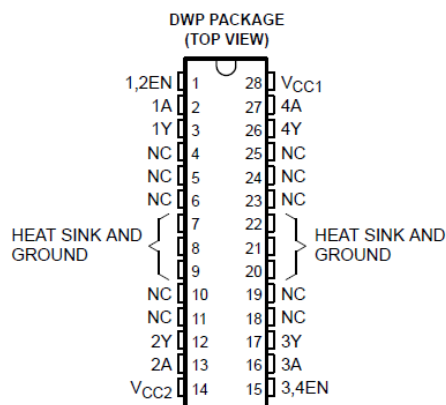 DWP PACKAGE
(TOP VIEW)
1,2EN 1 28 VCC1
1A 2 27 4A
1Y 3 26 4Y
NC 4 25 NC
NC 5 24 NC
NC 6 23 NC
7 22
HEAT SINK AND GROUND 8 21 HEAT SINK AND GROUND
9 20
NC 10 19 NC
NC 11 18 NC
2Y 12 17 3Y
2A 13 16 3A
VCC2 14 15 3,4EN